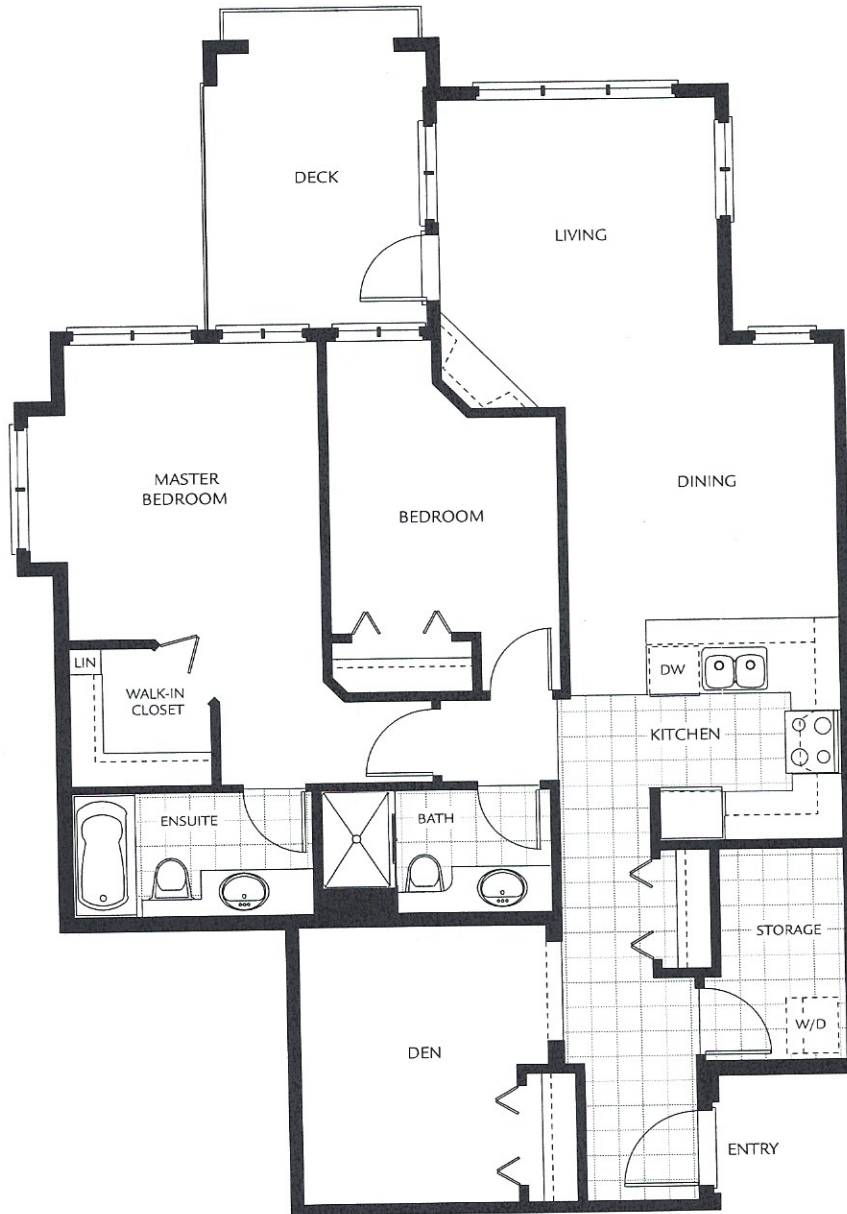 DECK
LIVING
MASTER
BEDROOM
BEDROOM
DINING
LIN
WALK-IN
CLOSET
DW
KITCHEN
ENSUITE
BATH
STORAGE
W/D
DEN
ENTRY